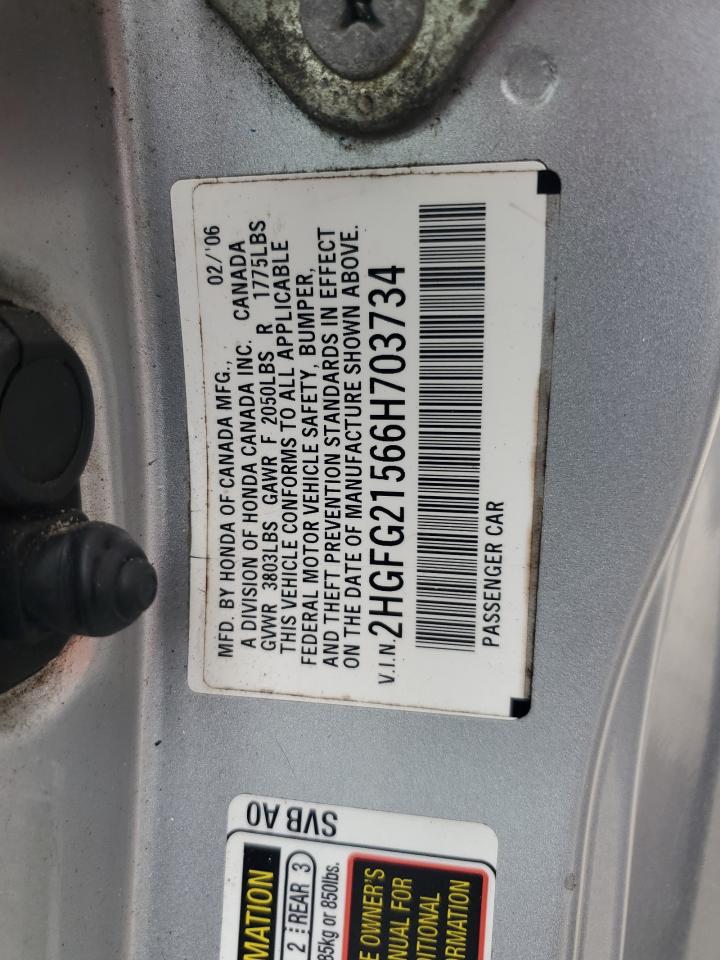 MFD. BY HONDA OF CANADA MFG., 02/'06
A DIVISION OF HONDA CANADA INC. CANADA
GVWR 3803LBS GAWR F 2050LBS R 1775LBS
THIS VEHICLE CONFORMS TO ALL APPLICABLE
FEDERAL MOTOR VEHICLE SAFETY, BUMPER,
AND THEFT PREVENTION STANDARDS IN EFFECT
ON THE DATE OF MANUFACTURE SHOWN ABOVE.
V.I.N. 2HGFG21566H703734
PASSENGER CAR
SVB A0
MATION
2 REAR 3
85kg or 850lbs.
OWNER'S
FOR